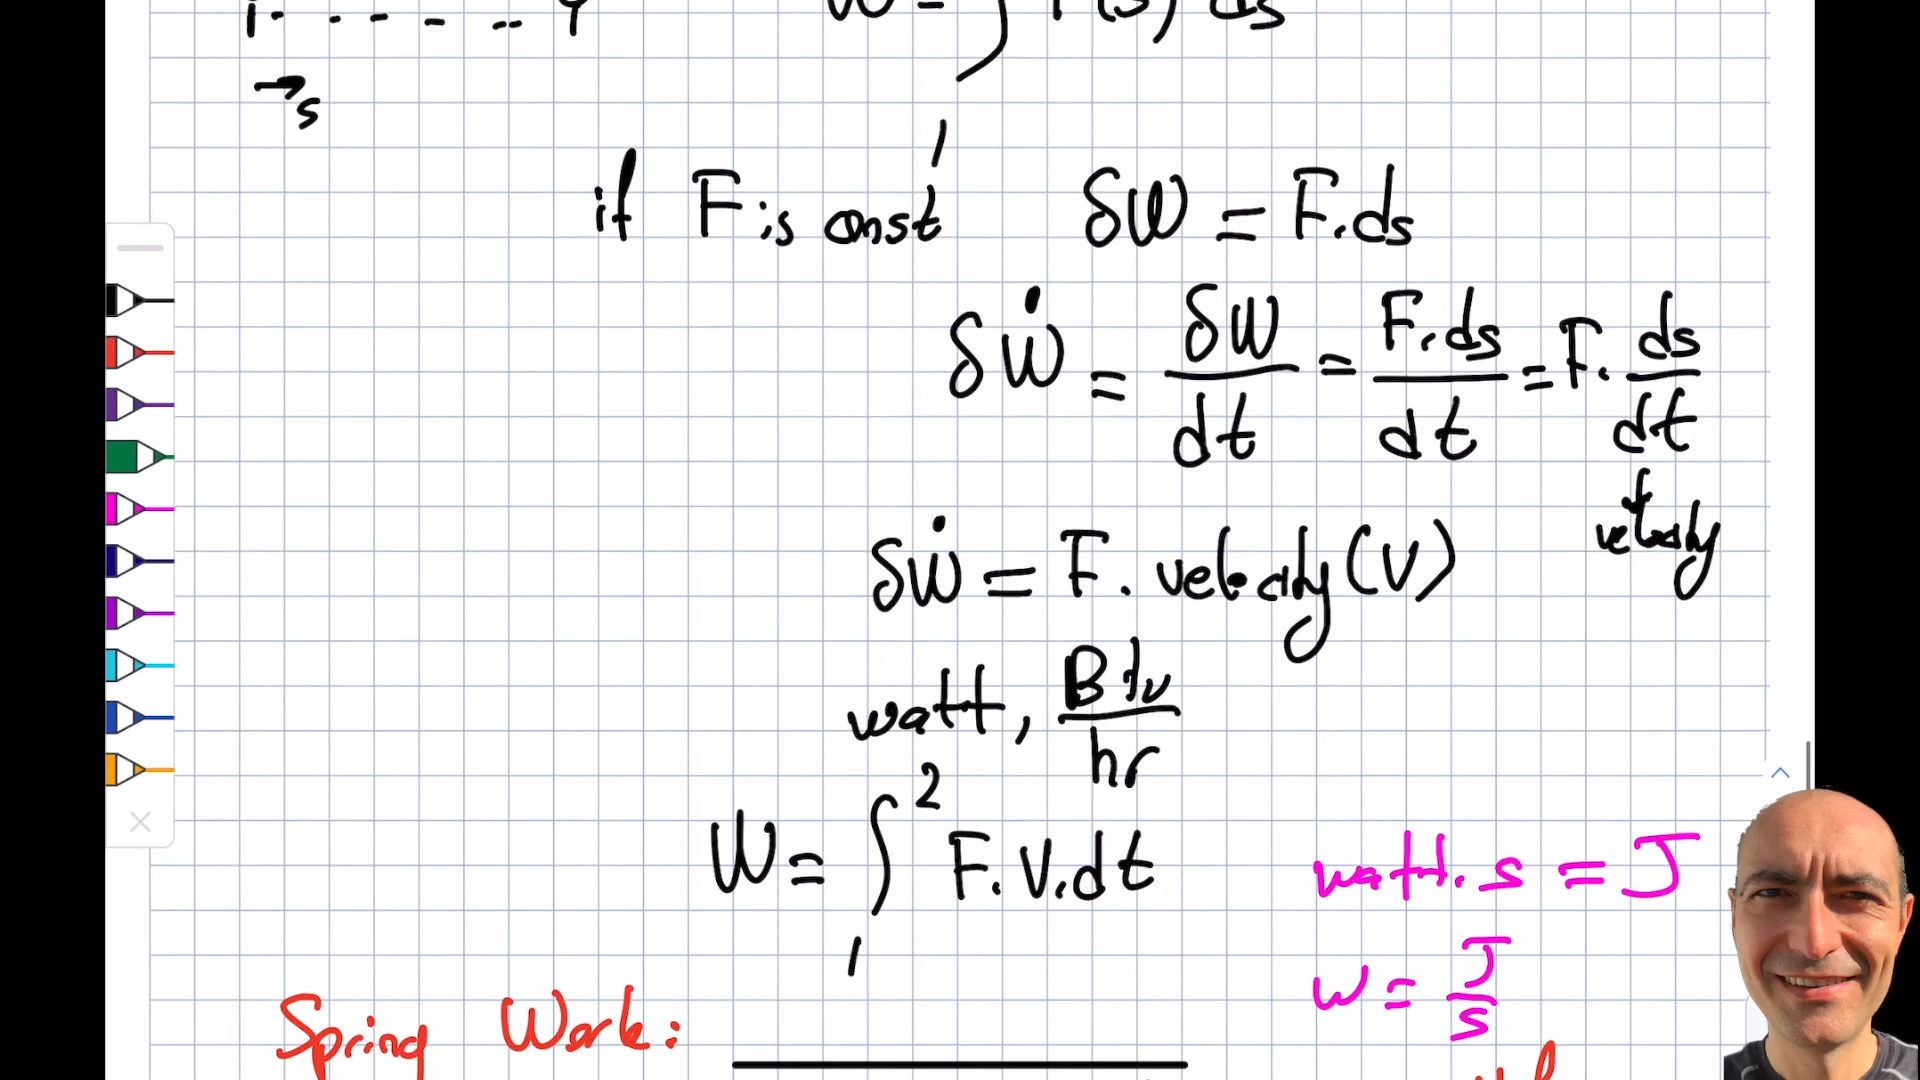 →s
if F is const δW = F.ds
δẆ = δW/dt = F.ds/dt = F. ds/dt
velocity
δẆ = F. velocity (V)
watt, Btu/hr
W = ∫₁² F.V.dt
watt. s = J
W = J/s
Spring Work: